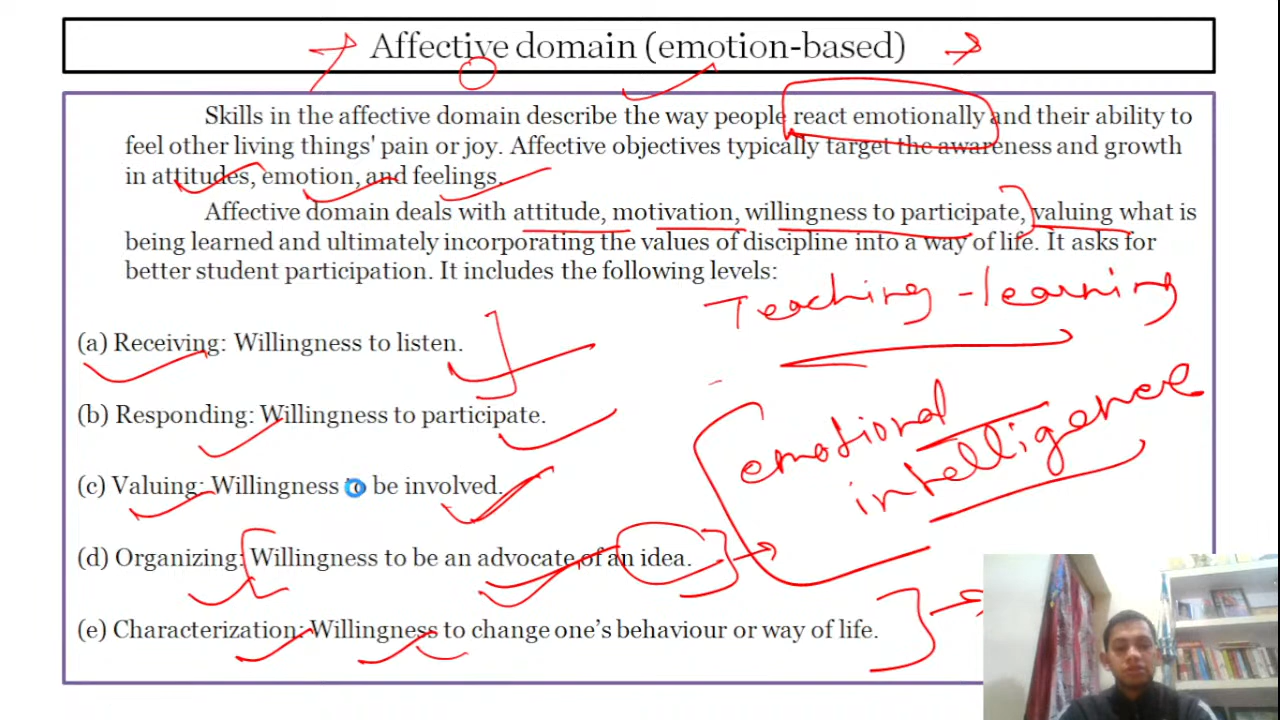 Affective domain (emotion-based)
Skills in the affective domain describe the way people react emotionally and their ability to
feel other living things' pain or joy. Affective objectives typically target the awareness and growth
in attitudes, emotion, and feelings.
Affective domain deals with attitude, motivation, willingness to participate, valuing what is
being learned and ultimately incorporating the values of discipline into a way of life. It asks for
better student participation. It includes the following levels:
Teaching-learning
(a) Receiving: Willingness to listen.
(b) Responding: Willingness to participate.
emotional
intelligence
(c) Valuing: Willingness to be involved.
(d) Organizing: Willingness to be an advocate of an idea.
(e) Characterization: Willingness to change one's behaviour or way of life.